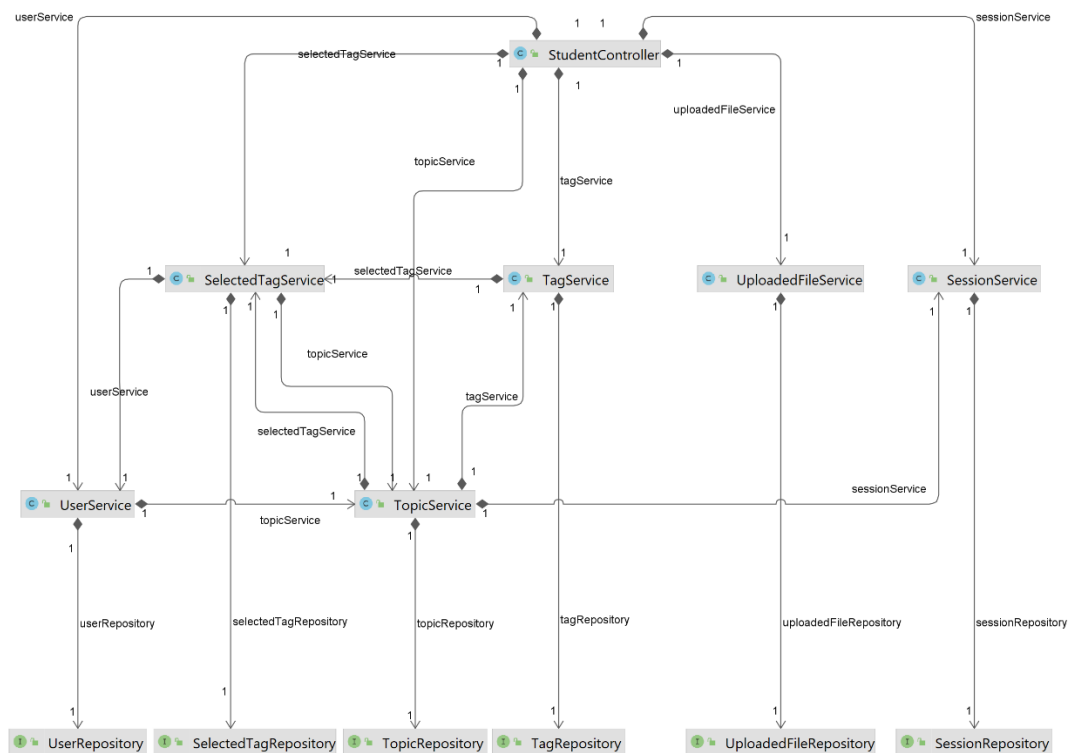 userService
1
1
sessionService
selectedTagService
1
C StudentController
1
1
1
uploadedFileService
topicService
tagService
1
1
1
1
1
C SelectedTagService
selectedTagService
1
C TagService
C UploadedFileService
C SessionService
1
1
1
1
1
1
1
1
topicService
userService
tagService
selectedTagService
1
1
1
1
1
1
1
C UserService
1
topicService
1
C TopicService
1
sessionService
1
1
userRepository
selectedTagRepository
topicRepository
tagRepository
uploadedFileRepository
sessionRepository
1
1
1
1
1
1
I UserRepository
I SelectedTagRepository
I TopicRepository
I TagRepository
I UploadedFileRepository
I SessionRepository